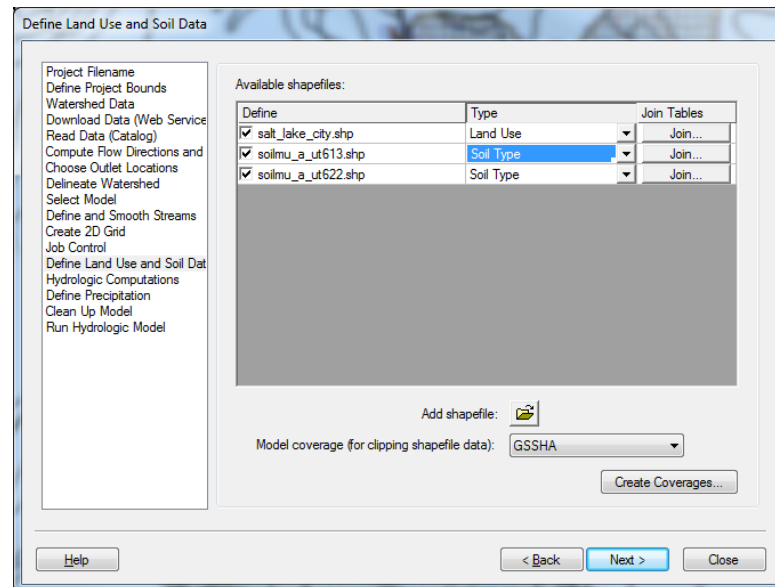 Define Land Use and Soil Data
Project Filename
Define Project Bounds
Watershed Data
Download Data (Web Service
Read Data (Catalog)
Compute Flow Directions and
Choose Outlet Locations
Delineate Watershed
Select Model
Define and Smooth Streams
Create 2D Grid
Job Control
Define Land Use and Soil Dat
Hydrologic Computations
Define Precipitation
Clean Up Model
Run Hydrologic Model
Available shapefiles:
Define Type Join Tables
salt_lake_city.shp Land Use Join...
soilmu_a_ut613.shp Soil Type Join...
soilmu_a_ut622.shp Soil Type Join...
Add shapefile:
Model coverage (for clipping shapefile data): GSSHA
Create Coverages...
Help < Back Next > Close